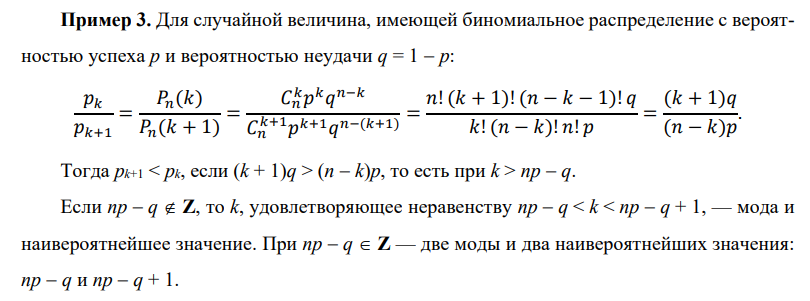 Пример 3. Для случайной величина, имеющей биномиальное распределение с вероят-
ностью успеха p и вероятностью неудачи q = 1 – p:
p_k / p_{k+1} = P_n(k) / P_n(k + 1) = C_n^k p^k q^{n−k} / C_n^{k+1} p^{k+1} q^{n−(k+1)} = n! (k + 1)! (n − k − 1)! q / k! (n − k)! n! p = (k + 1)q / (n − k)p.
Тогда p_{k+1} < p_k, если (k + 1)q > (n – k)p, то есть при k > np – q.
Если np – q ∉ Z, то k, удовлетворяющее неравенству np – q < k < np – q + 1, — мода и
наивероятнейшее значение. При np – q ∈ Z — две моды и два наивероятнейших значения:
np – q и np – q + 1.